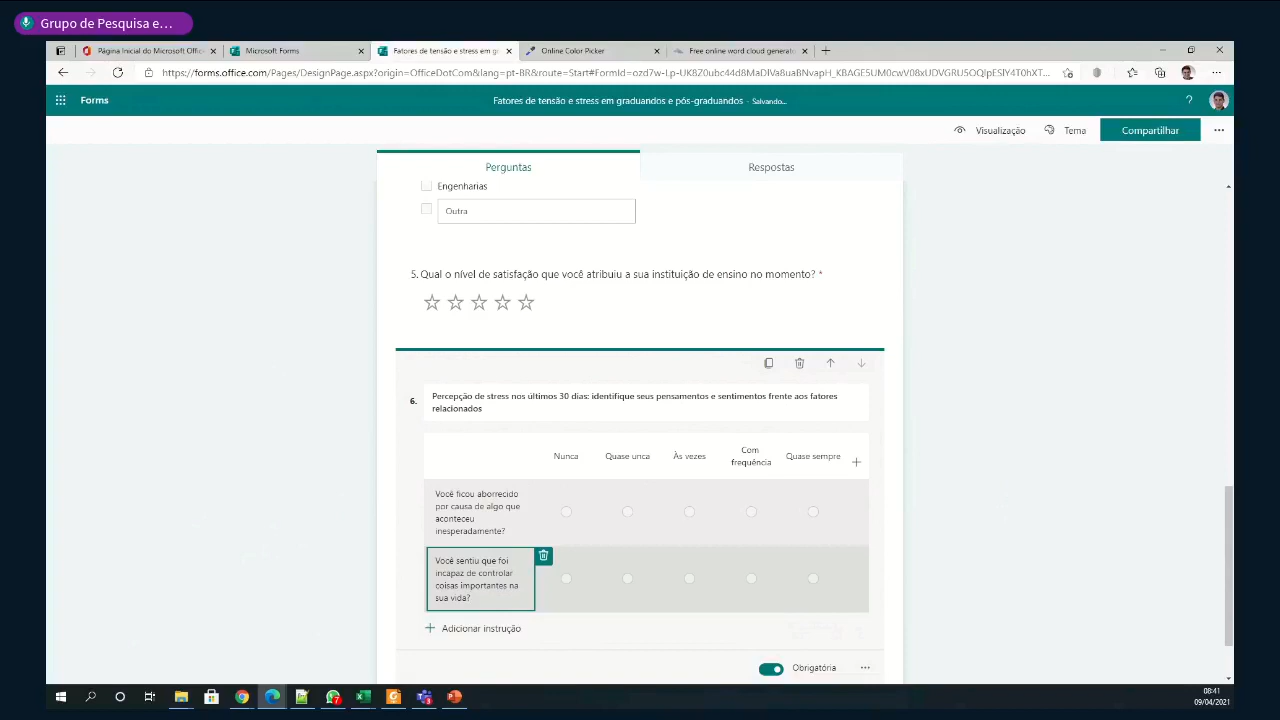 Grupo de Pesquisa e...
Página Inicial do Microsoft Offic
Microsoft Forms
Fatores de tensão e stress em gr
Online Color Picker
Free online word cloud generato
Forms
Fatores de tensão e stress em graduandos e pós-graduandos - Salvando...
?
Visualização
Tema
Compartilhar
Perguntas
Respostas
Engenharias
Outra
5. Qual o nível de satisfação que você atribuiu a sua instituição de ensino no momento? *
6. Percepção de stress nos últimos 30 dias: identifique seus pensamentos e sentimentos frente aos fatores
relacionados
Nunca
Quase unca
Às vezes
Com
frequência
Quase sempre
Você ficou aborrecido
por causa de algo que
aconteceu
inesperadamente?
Você sentiu que foi
incapaz de controlar
coisas importantes na
sua vida?
Adicionar instrução
Obrigatória
08:41
09/04/2021